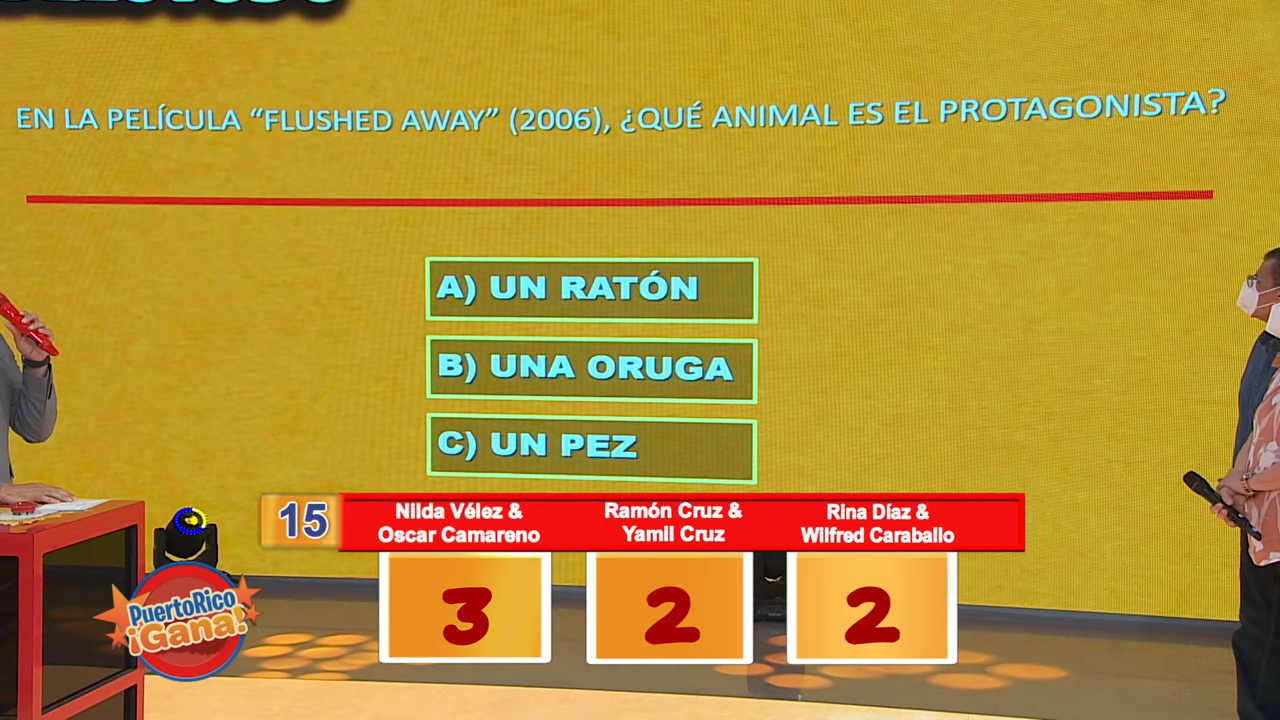 EN LA PELÍCULA “FLUSHED AWAY” (2006), ¿QUÉ ANIMAL ES EL PROTAGONISTA?
A) UN RATÓN
B) UNA ORUGA
C) UN PEZ
15
Nilda Vélez &
Oscar Camareno
Ramón Cruz &
Yamil Cruz
Rina Díaz &
Wilfred Caraballo
3
2
2
PuertoRico
¡Gana!